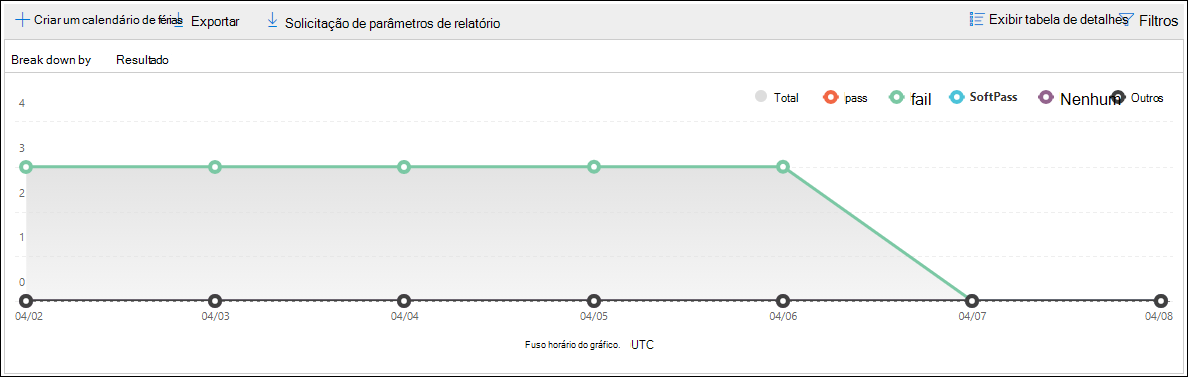 Criar um calendário de férias Exportar Solicitação de parâmetros de relatório Exibir tabela de detalhes Filtros
Break down by Resultado
Total pass fail SoftPass Nenhum Outros
4
3
2
1
0
04/02 04/03 04/04 04/05 04/06 04/07 04/08
Fuso horário do gráfico. UTC